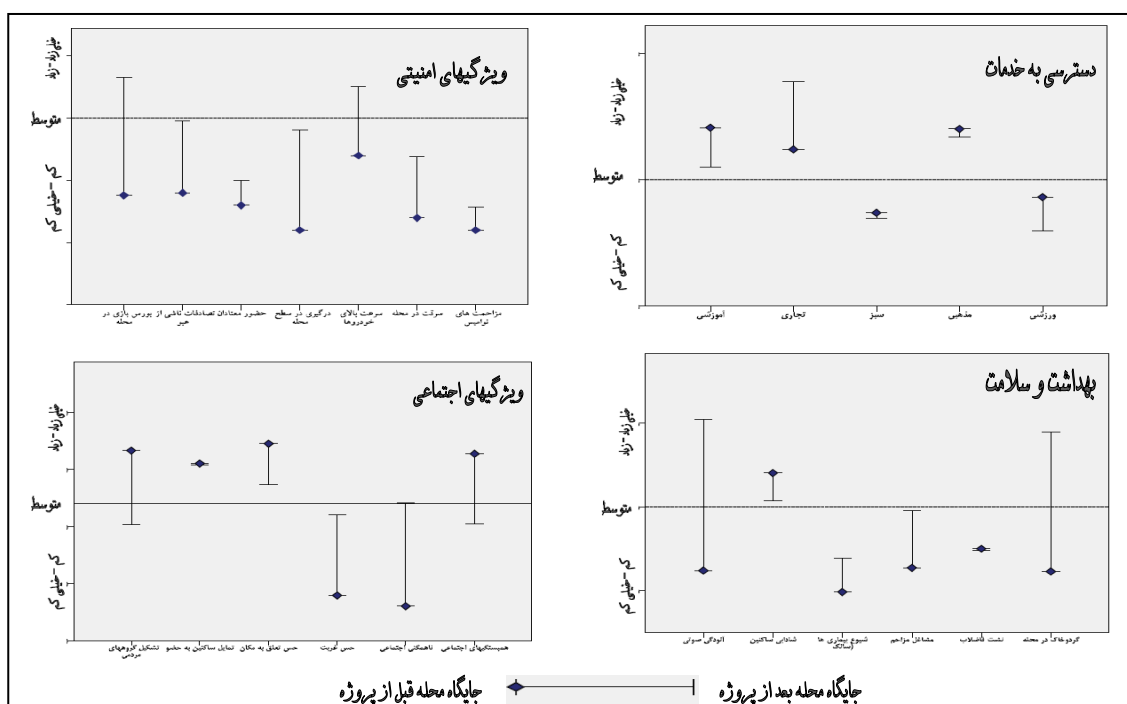 ویژگیهای امنیتی
خیلی زیاد - زیاد
متوسط
کم - خیلی کم
بورس بازی در محله
تصادفات ناشی از عبر
حضور معتادان
درگیری در سطح محله
سرعت بالای خودروها
سرقت در محله
مزاحمت های نوامیس
دسترسی به خدمات
خیلی زیاد - زیاد
متوسط
کم - خیلی کم
آموزشی
تجاری
سبز
مذهبی
ورزشی
ویژگیهای اجتماعی
خیلی زیاد - زیاد
متوسط
کم - خیلی کم
تشکیل گروههای مردمی
تمایل ساکنین به حضو
حس تعلق به مکان
حس غربت
ناهمگنی اجتماعی
همبستگیهای اجتماعی
بهداشت و سلامت
خیلی زیاد - زیاد
متوسط
کم - خیلی کم
آلودگی صوتی
شادابی ساکنین
شیوع بیماری ها (سالک
مشاغل مزاحم
نشت فاضلاب
گردوخاک در محله
جایگاه محله بعد از پروژه
جایگاه محله قبل از پروژه